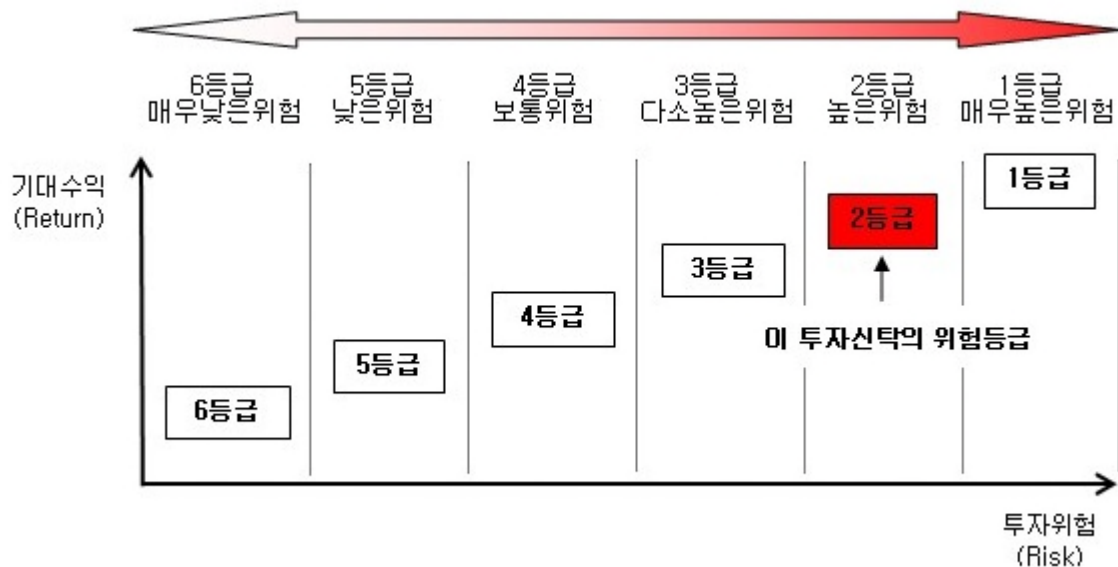 6등급
매우낮은위험
5등급
낮은위험
4등급
보통위험
3등급
다소높은위험
2등급
높은위험
1등급
매우높은위험
기대수익
(Return)
1등급
2등급
3등급
4등급
이 투자신탁의 위험등급
5등급
6등급
투자위험
(Risk)